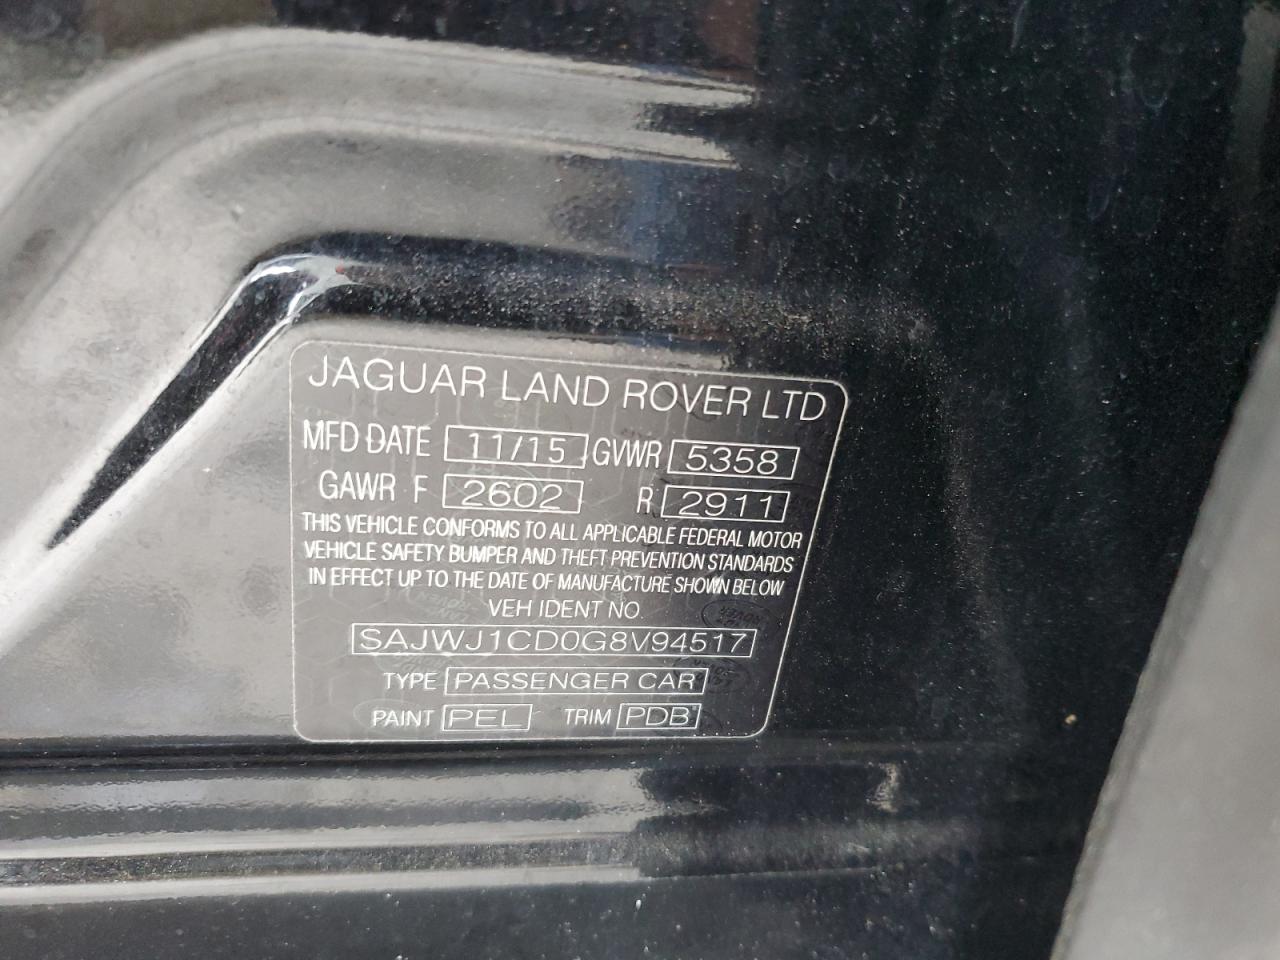 JAGUAR LAND ROVER LTD
MFD DATE 11/15 GVWR 5358
GAWR F 2602 R 2911
THIS VEHICLE CONFORMS TO ALL APPLICABLE FEDERAL MOTOR
VEHICLE SAFETY BUMPER AND THEFT PREVENTION STANDARDS
IN EFFECT UP TO THE DATE OF MANUFACTURE SHOWN BELOW
VEH IDENT NO.
SAJWJ1CD0G8V94517
TYPE PASSENGER CAR
PAINT PEL TRIM PDB